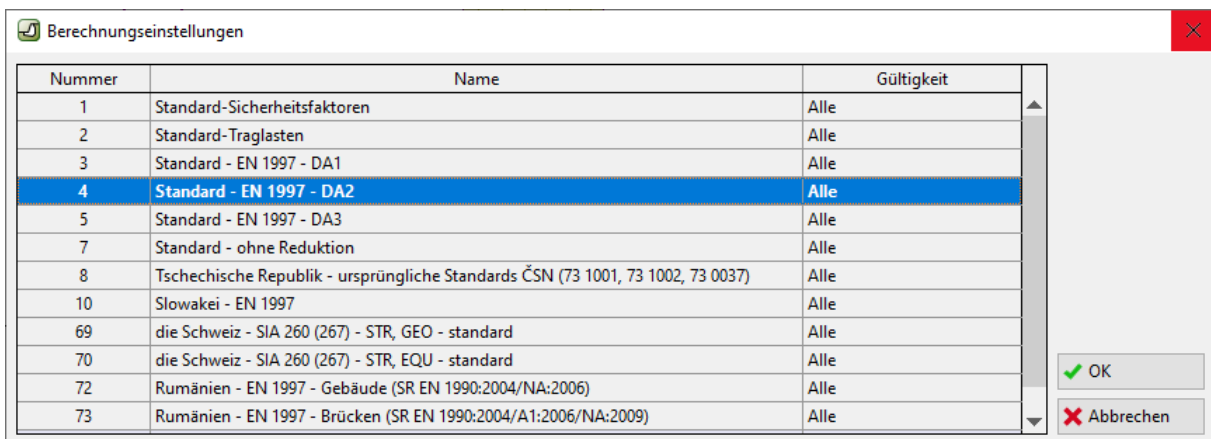 Berechnungseinstellungen
Nummer Name Gültigkeit
1 Standard-Sicherheitsfaktoren Alle
2 Standard-Traglasten Alle
3 Standard - EN 1997 - DA1 Alle
4 Standard - EN 1997 - DA2 Alle
5 Standard - EN 1997 - DA3 Alle
7 Standard - ohne Reduktion Alle
8 Tschechische Republik - ursprüngliche Standards ČSN (73 1001, 73 1002, 73 0037) Alle
10 Slowakei - EN 1997 Alle
69 die Schweiz - SIA 260 (267) - STR, GEO - standard Alle
70 die Schweiz - SIA 260 (267) - STR, EQU - standard Alle
72 Rumänien - EN 1997 - Gebäude (SR EN 1990:2004/NA:2006) Alle
73 Rumänien - EN 1997 - Brücken (SR EN 1990:2004/A1:2006/NA:2009) Alle
OK
Abbrechen